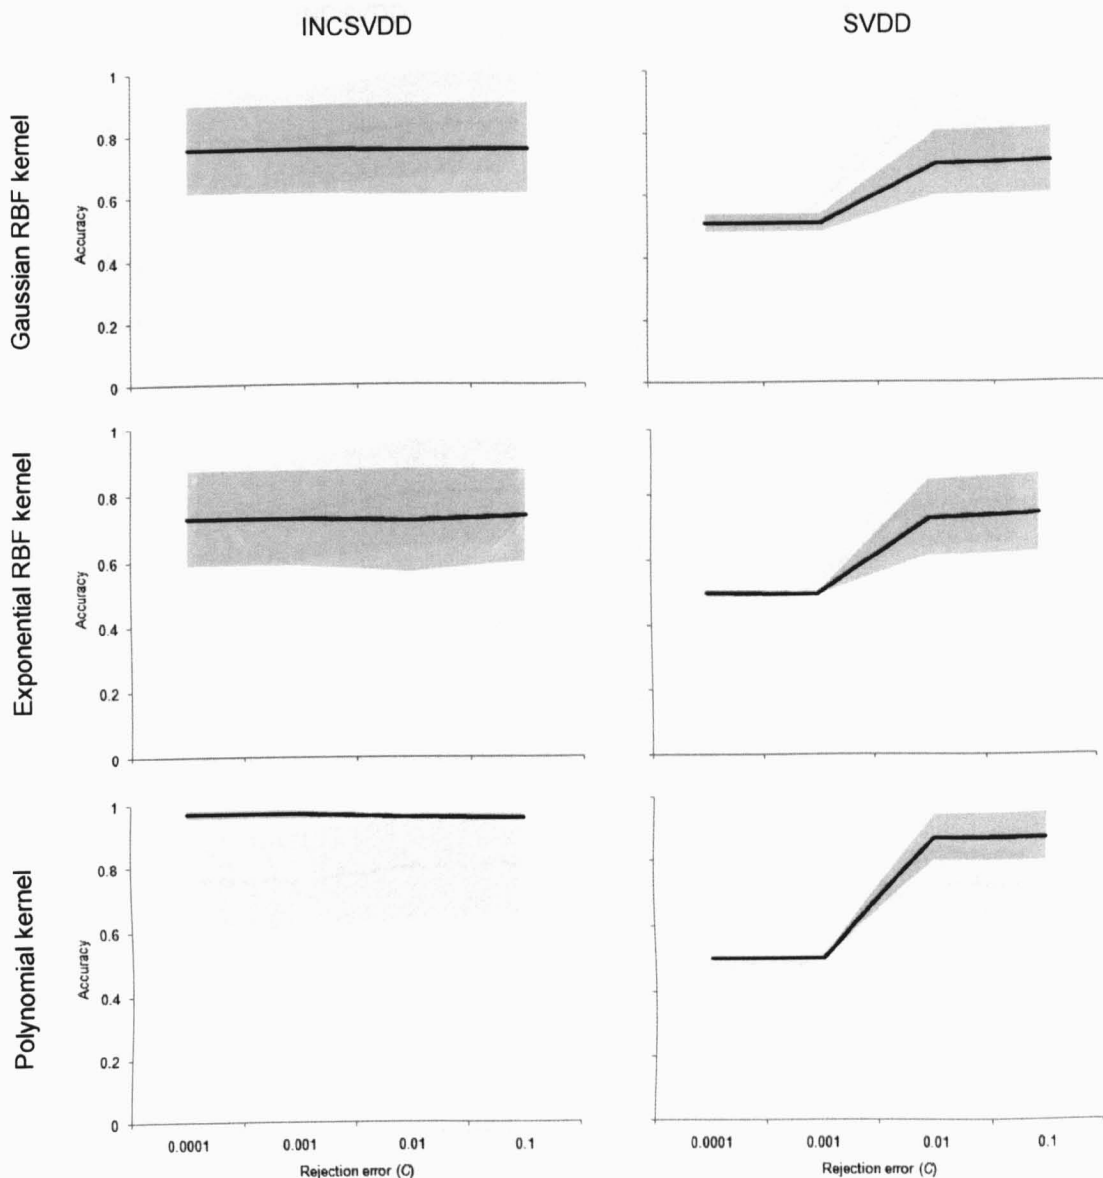 INCSVDD
SVDD
Gaussian RBF kernel
Accuracy
1
0.8
0.6
0.4
0.2
0
Exponential RBF kernel
Accuracy
1
0.8
0.6
0.4
0.2
0
Polynomial kernel
Accuracy
1
0.8
0.6
0.4
0.2
0
0.0001 0.001 0.01 0.1
Rejection error (C)
0.0001 0.001 0.01 0.1
Rejection error (C)